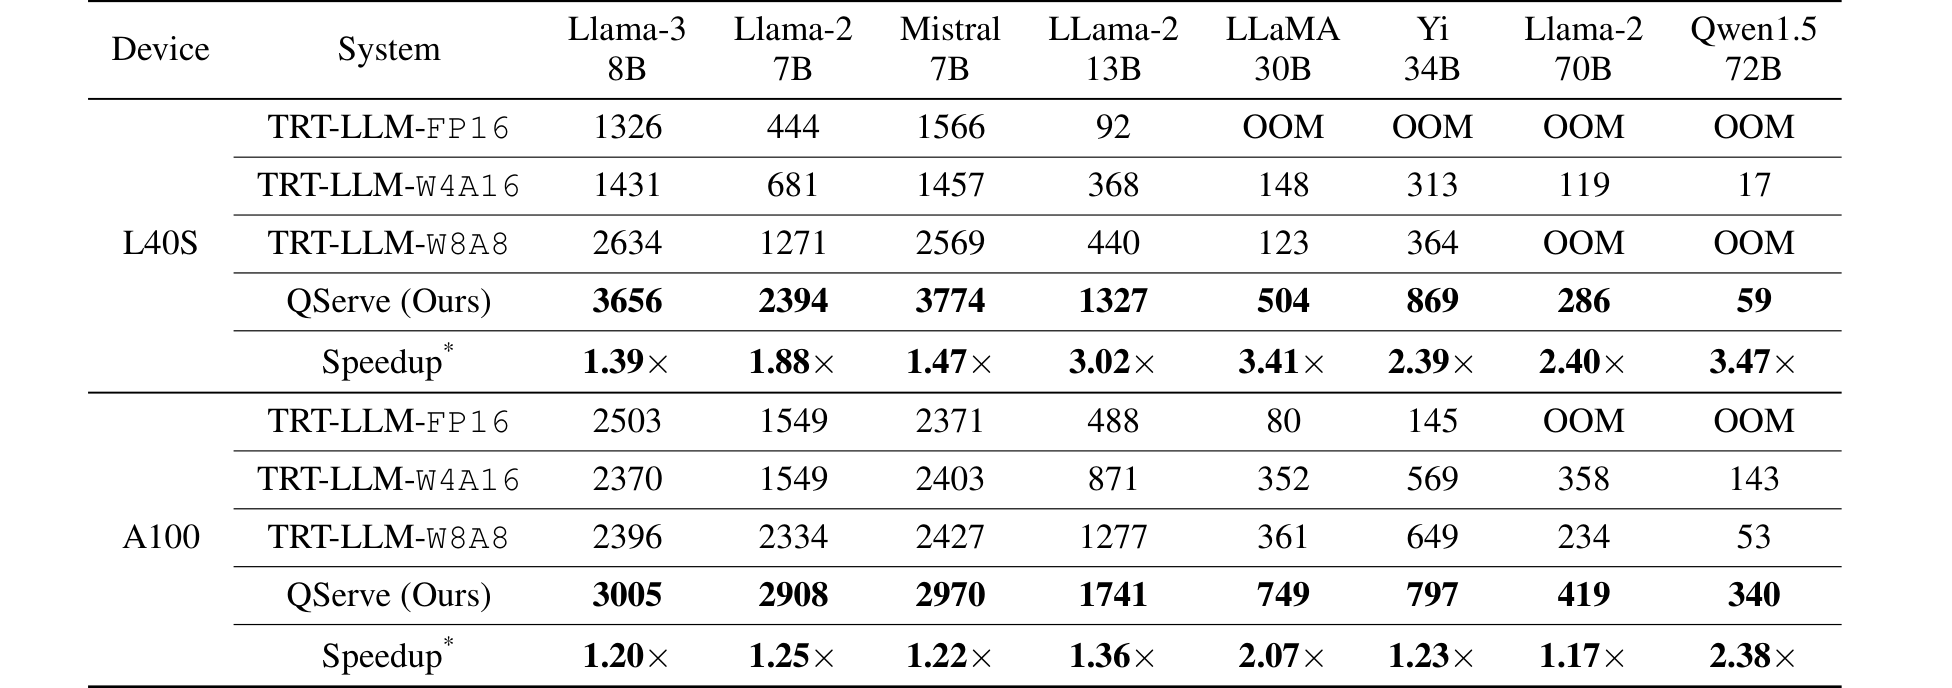 Device System Llama-3 8B Llama-2 7B Mistral 7B LLama-2 13B LLaMA 30B Yi 34B Llama-2 70B Qwen1.5 72B
L40S
TRT-LLM-FP16 1326 444 1566 92 OOM OOM OOM OOM
TRT-LLM-W4A16 1431 681 1457 368 148 313 119 17
TRT-LLM-W8A8 2634 1271 2569 440 123 364 OOM OOM
QServe (Ours) 3656 2394 3774 1327 504 869 286 59
Speedup* 1.39× 1.88× 1.47× 3.02× 3.41× 2.39× 2.40× 3.47×
A100
TRT-LLM-FP16 2503 1549 2371 488 80 145 OOM OOM
TRT-LLM-W4A16 2370 1549 2403 871 352 569 358 143
TRT-LLM-W8A8 2396 2334 2427 1277 361 649 234 53
QServe (Ours) 3005 2908 2970 1741 749 797 419 340
Speedup* 1.20× 1.25× 1.22× 1.36× 2.07× 1.23× 1.17× 2.38×